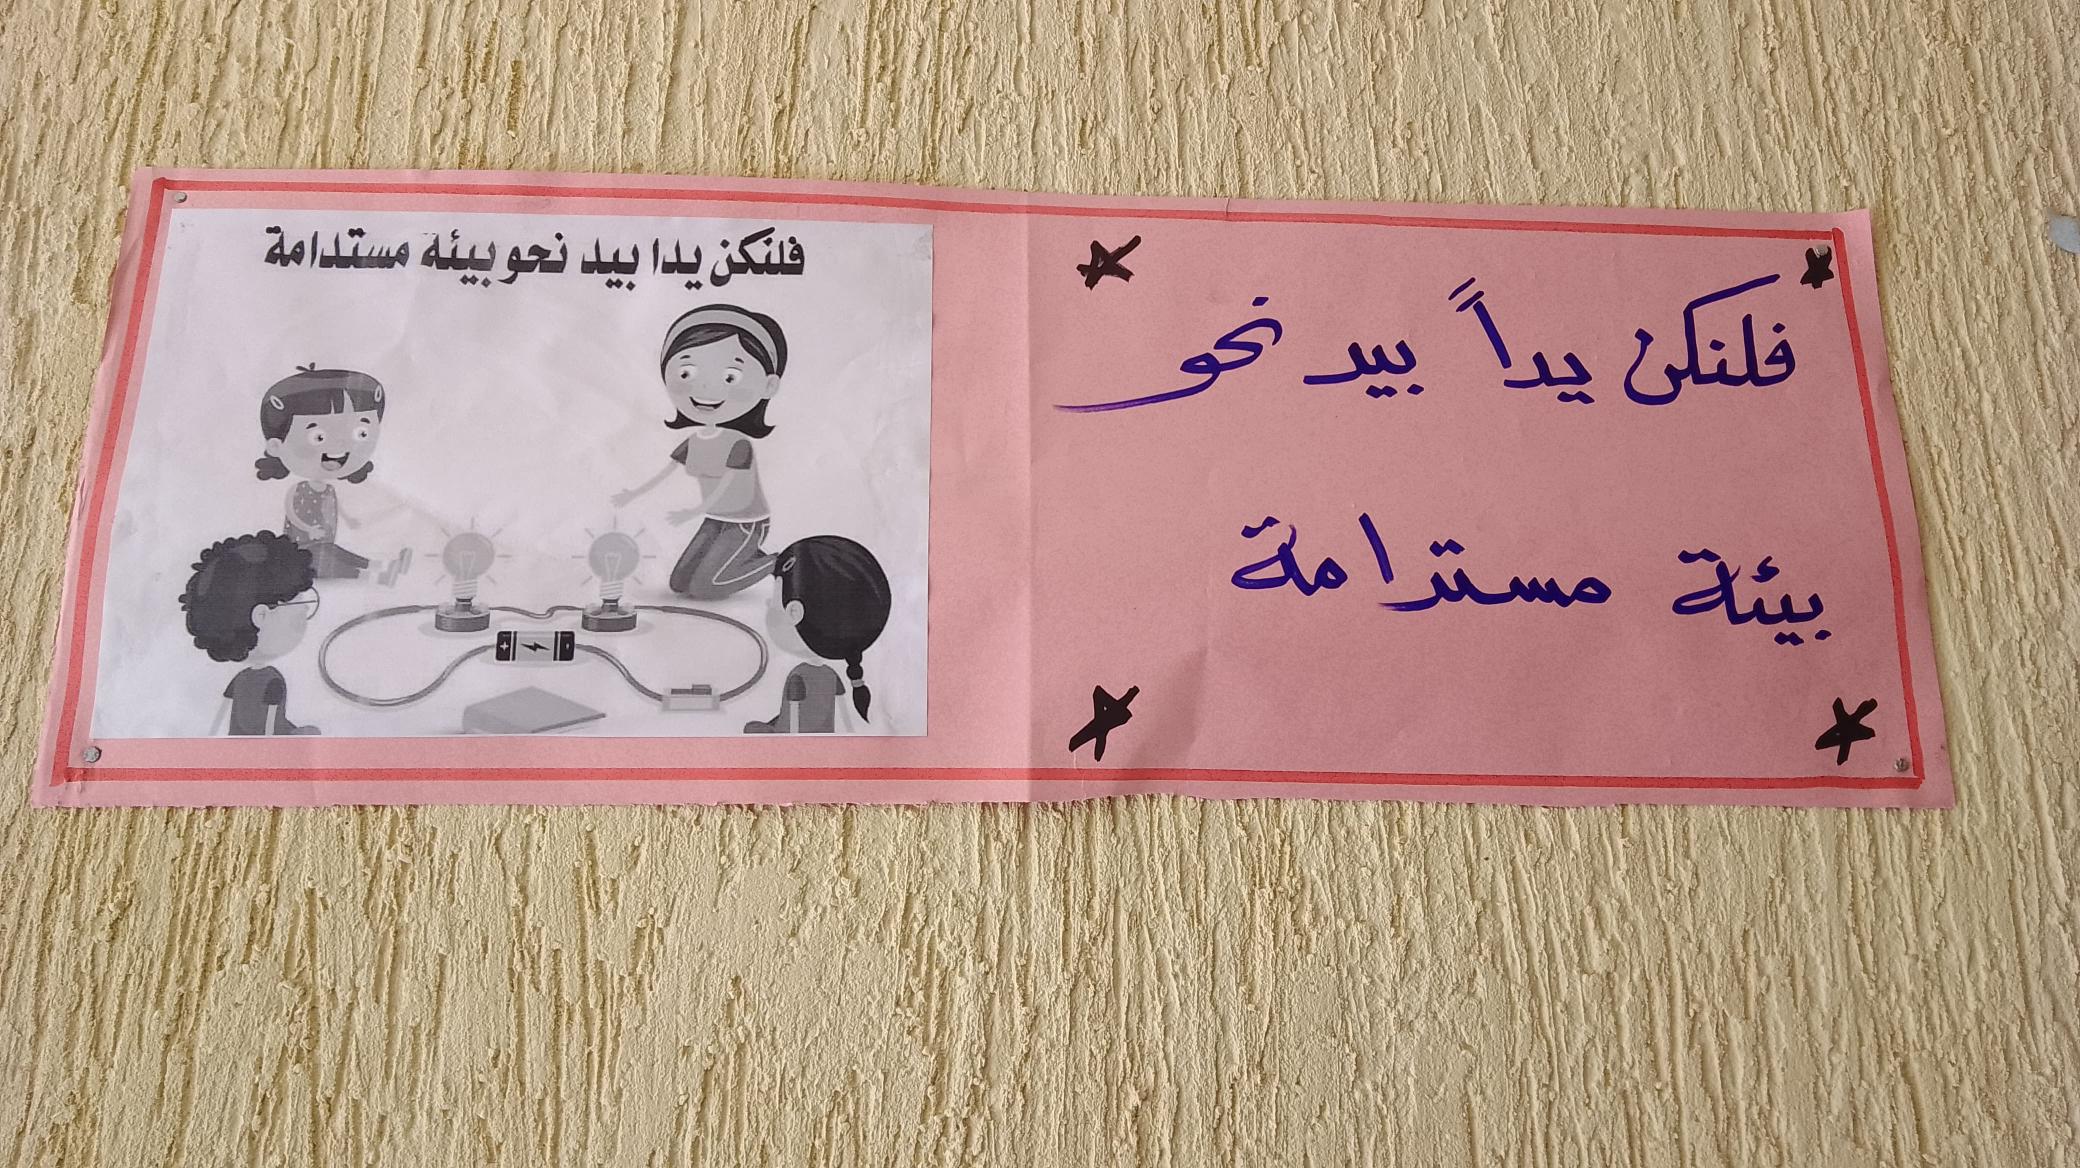 فلنكن يدا بيد نحو بيئة مستدامة
فلنكن يداً بيد نحو
بيئة مستدامة